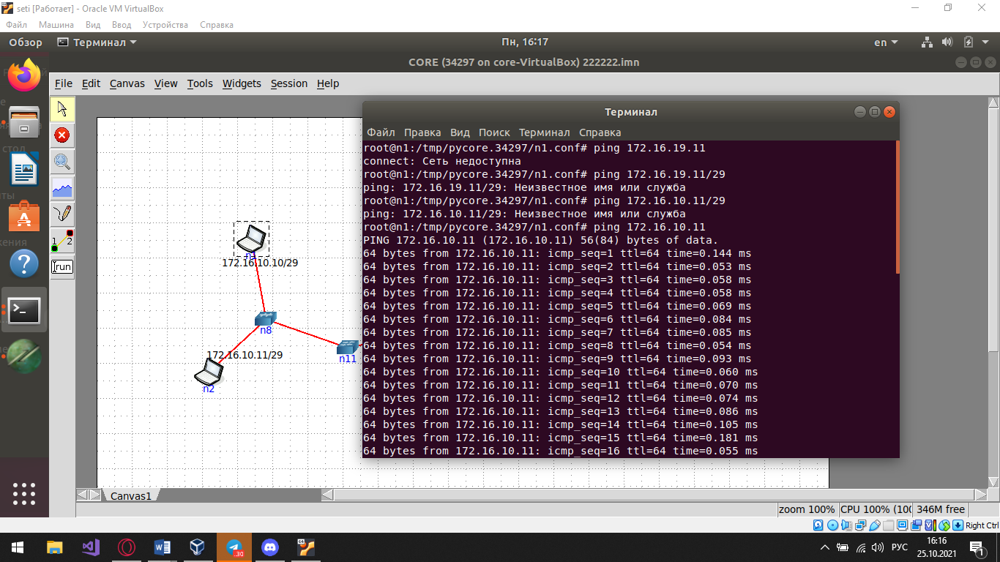 seti [Работает] - Oracle VM VirtualBox
Файл Машина Вид Ввод Устройства Справка
Обзор Терминал Пн, 16:17 en
CORE (34297 on core-VirtualBox) 222222.imn
File Edit Canvas View Tools Widgets Session Help
Терминал
Файл Правка Вид Поиск Терминал Справка
root@n1:/tmp/pycore.34297/n1.conf# ping 172.16.19.11
connect: Сеть недоступна
root@n1:/tmp/pycore.34297/n1.conf# ping 172.16.19.11/29
ping: 172.16.19.11/29: Неизвестное имя или служба
root@n1:/tmp/pycore.34297/n1.conf# ping 172.16.10.11/29
ping: 172.16.10.11/29: Неизвестное имя или служба
root@n1:/tmp/pycore.34297/n1.conf# ping 172.16.10.11
PING 172.16.10.11 (172.16.10.11) 56(84) bytes of data.
64 bytes from 172.16.10.11: icmp_seq=1 ttl=64 time=0.144 ms
64 bytes from 172.16.10.11: icmp_seq=2 ttl=64 time=0.053 ms
64 bytes from 172.16.10.11: icmp_seq=3 ttl=64 time=0.058 ms
64 bytes from 172.16.10.11: icmp_seq=4 ttl=64 time=0.058 ms
64 bytes from 172.16.10.11: icmp_seq=5 ttl=64 time=0.069 ms
64 bytes from 172.16.10.11: icmp_seq=6 ttl=64 time=0.084 ms
64 bytes from 172.16.10.11: icmp_seq=7 ttl=64 time=0.085 ms
64 bytes from 172.16.10.11: icmp_seq=8 ttl=64 time=0.054 ms
64 bytes from 172.16.10.11: icmp_seq=9 ttl=64 time=0.093 ms
64 bytes from 172.16.10.11: icmp_seq=10 ttl=64 time=0.060 ms
64 bytes from 172.16.10.11: icmp_seq=11 ttl=64 time=0.070 ms
64 bytes from 172.16.10.11: icmp_seq=12 ttl=64 time=0.074 ms
64 bytes from 172.16.10.11: icmp_seq=13 ttl=64 time=0.086 ms
64 bytes from 172.16.10.11: icmp_seq=14 ttl=64 time=0.105 ms
64 bytes from 172.16.10.11: icmp_seq=15 ttl=64 time=0.181 ms
64 bytes from 172.16.10.11: icmp_seq=16 ttl=64 time=0.055 ms
1 2
run
n1
172.16.10.10/29
n8
172.16.10.11/29
n11
n2
Canvas1
zoom 100% CPU 100% (100 346M free
Right Ctrl
64
30
РУС
16:16
25.10.2021
1